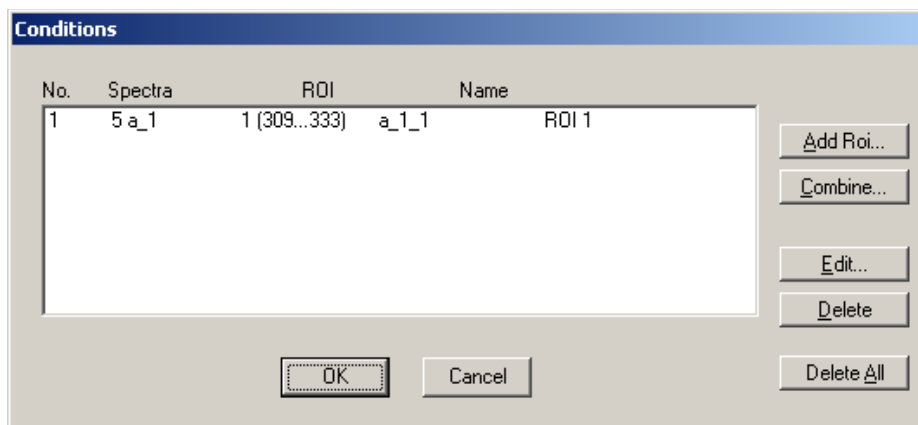 Conditions
No. Spectra ROI Name
1 5 a_1 1 (309...333) a_1_1 ROI 1
Add Roi...
Combine...
Edit...
Delete
Delete All
OK Cancel